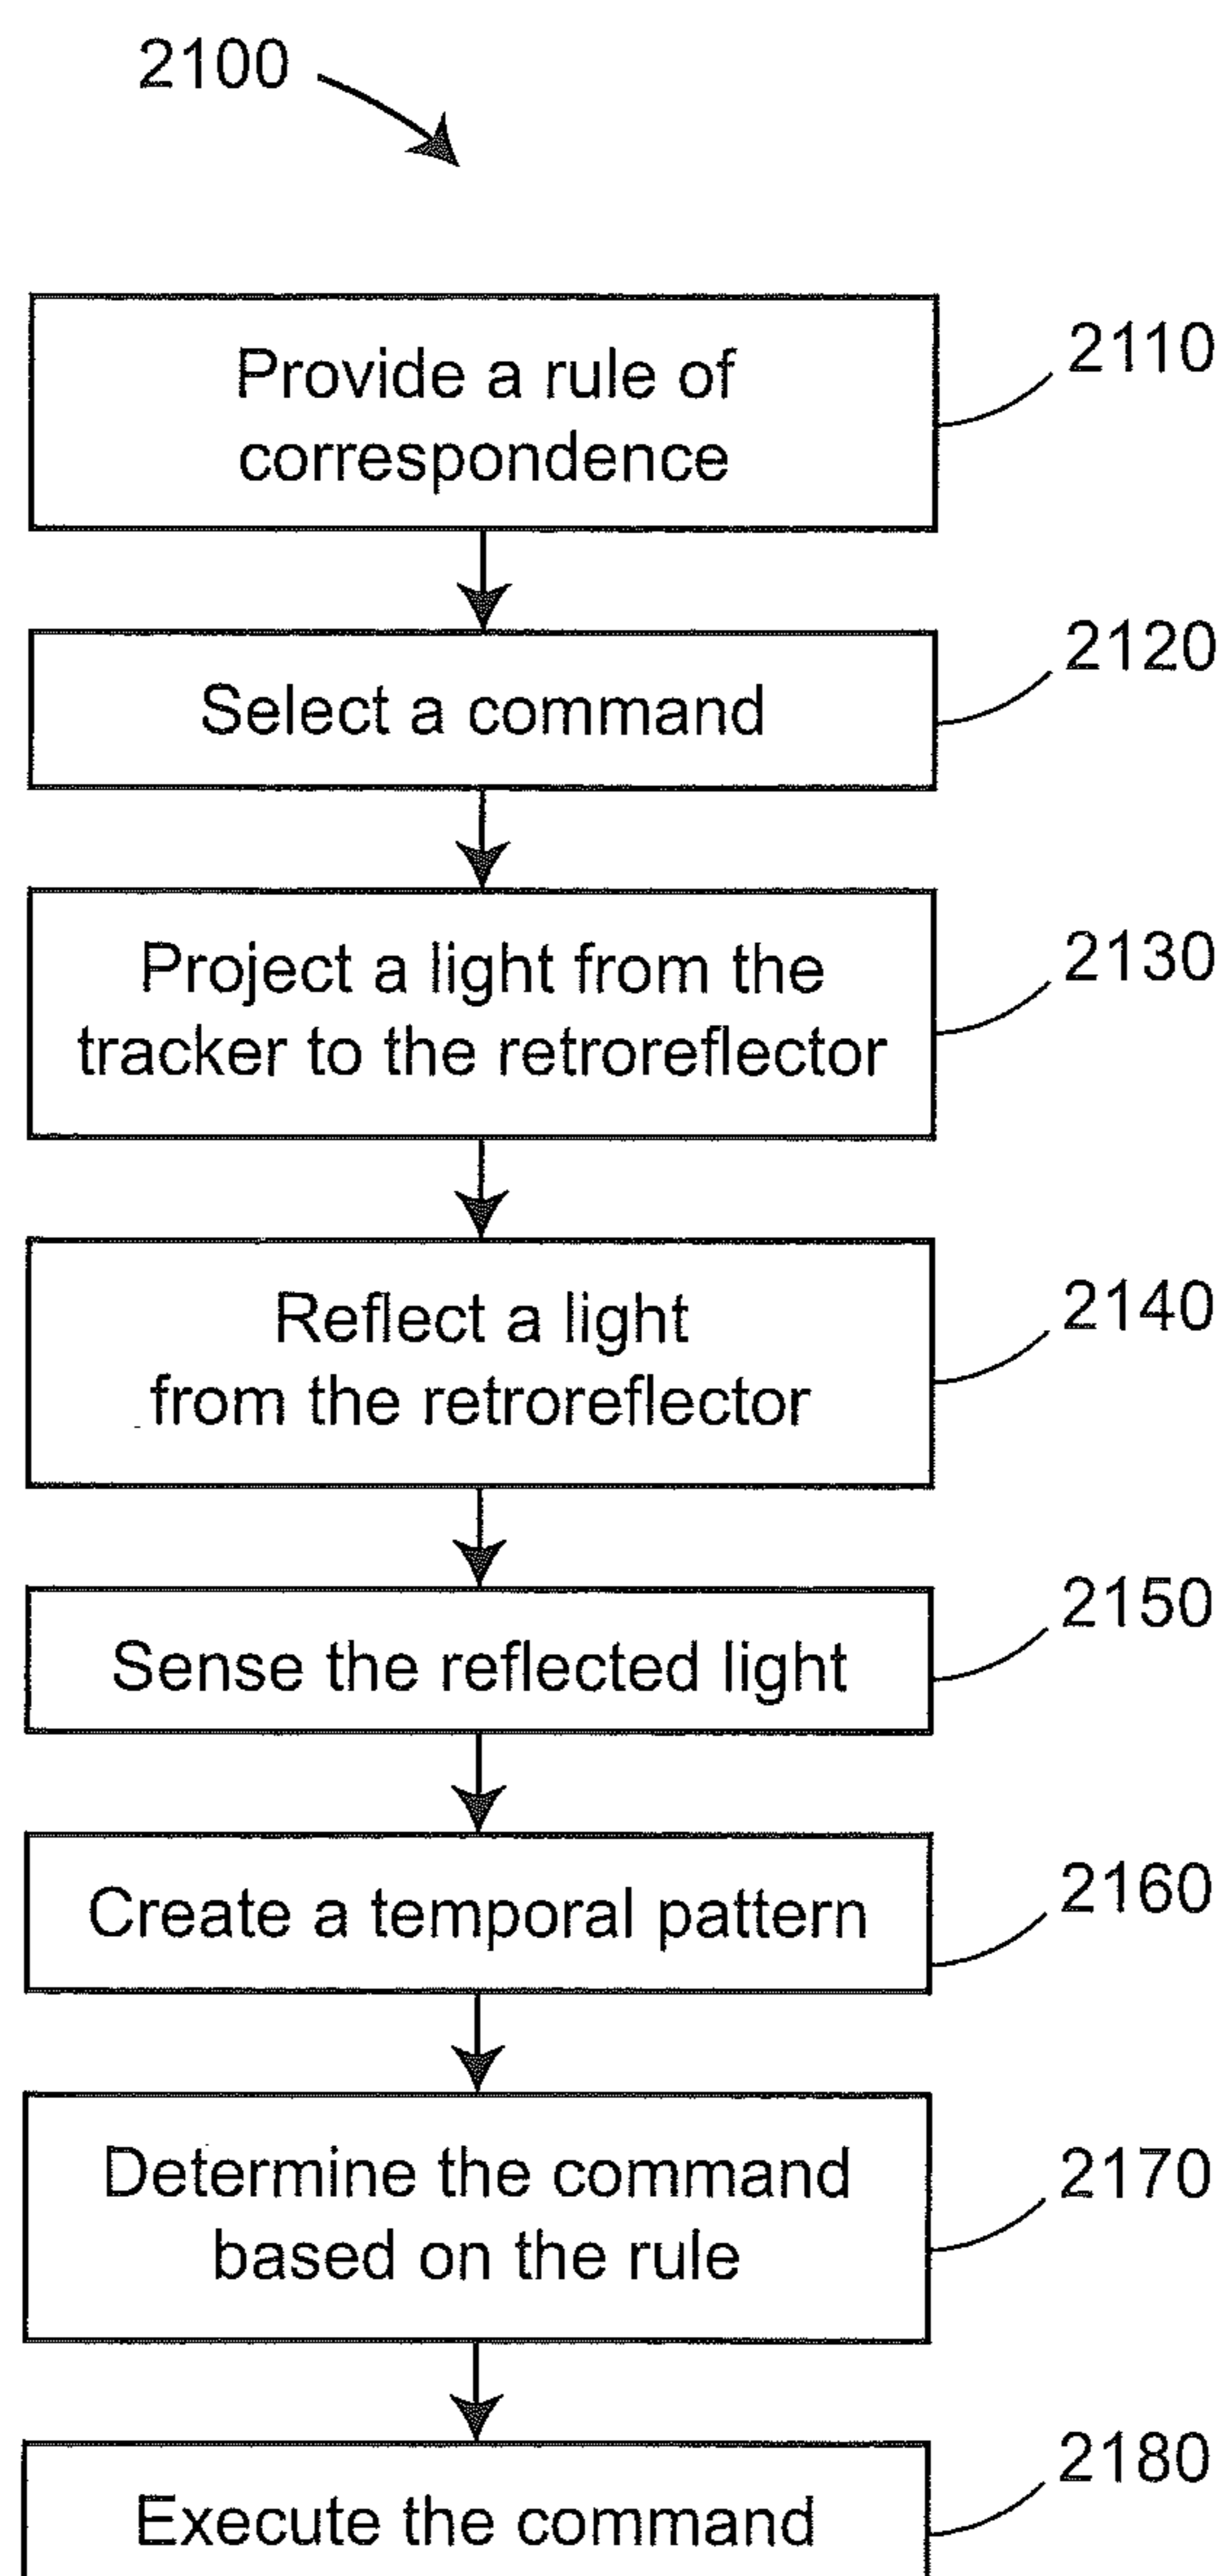 2100
Provide a rule of
correspondence
2110
Select a command
2120
Project a light from the
tracker to the retroreflector
2130
Reflect a light
from the retroreflector
2140
Sense the reflected light
2150
Create a temporal pattern
2160
Determine the command
based on the rule
2170
Execute the command
2180